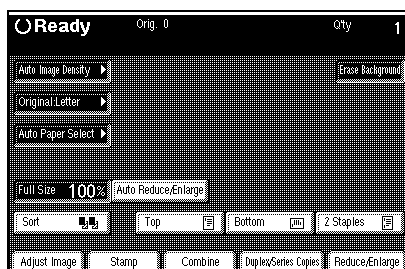 Ready Orig. 0 Q'ty 1
Auto Image Density Erase Background
Original:Letter
Auto Paper Select
Full Size 100% Auto Reduce/Enlarge
Sort Top Bottom 2 Staples
Adjust Image Stamp Combine Duplex/Series Copies Reduce/Enlarge